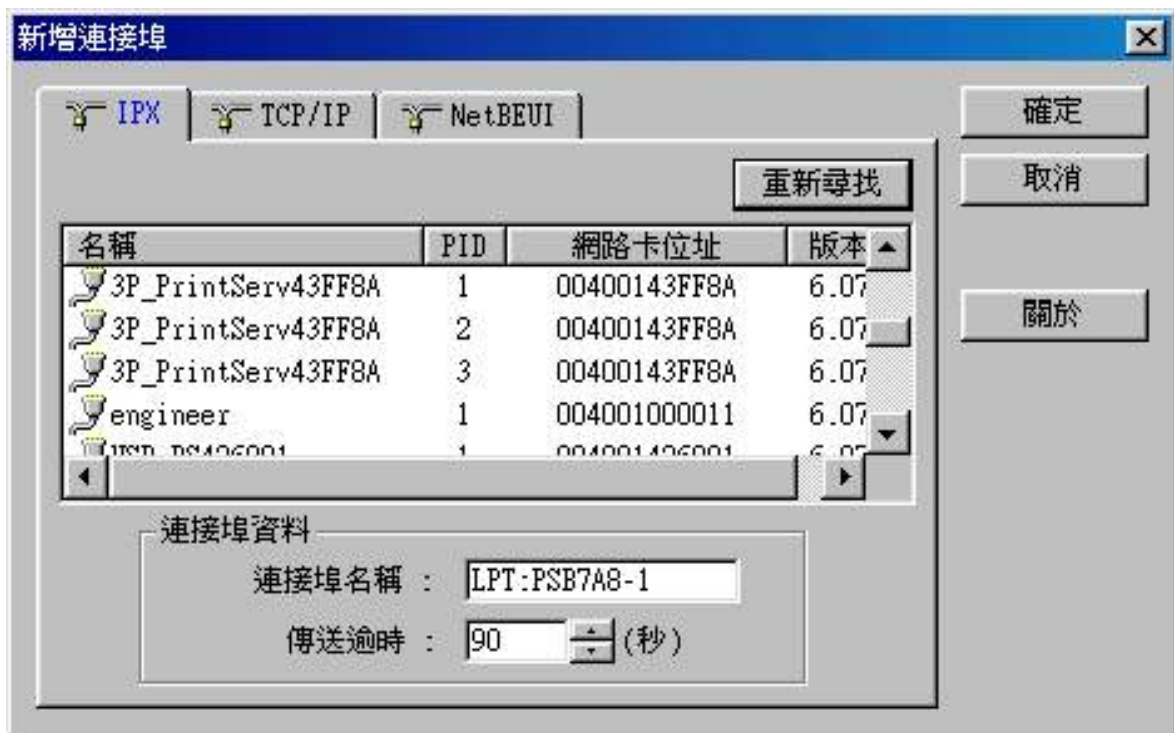 新增連接埠
IPX TCP/IP NetBEUI
確定
重新尋找
取消
名稱 PID 網路卡位址 版本
3P_PrintServ43FF8A 1 00400143FF8A 6.07
3P_PrintServ43FF8A 2 00400143FF8A 6.07
關於
3P_PrintServ43FF8A 3 00400143FF8A 6.07
engineer 1 004001000011 6.07
連接埠資料
連接埠名稱 : LPT:PSB7A8-1
傳送逾時 : 90 (秒)